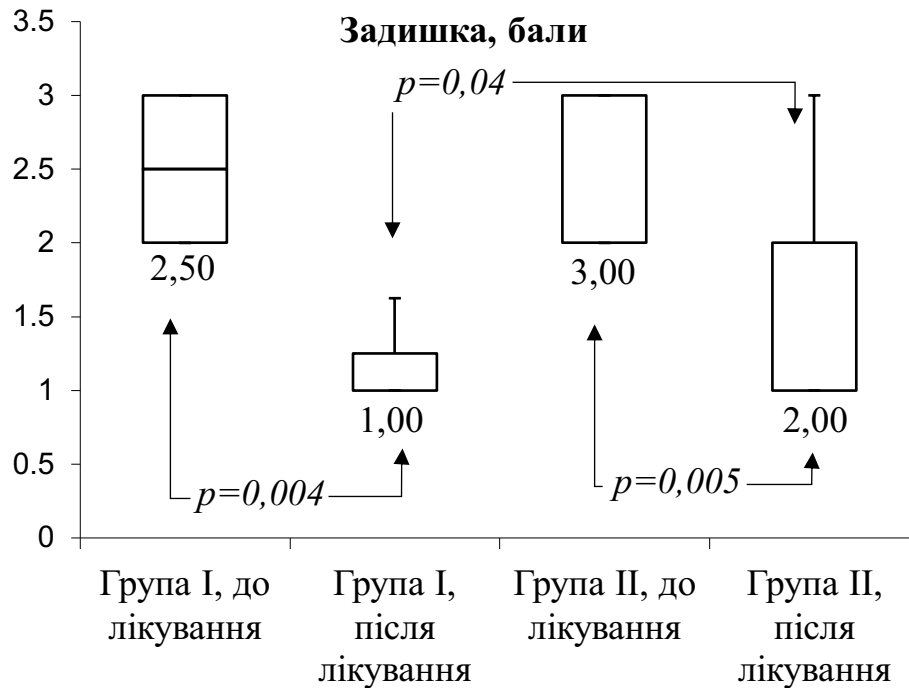 Задишка, бали
3.5
3
2.5
2
1.5
1
0.5
0
p=0,04
2,50
3,00
1,00
2,00
p=0,004
p=0,005
Група І, до
лікування
Група І,
після
лікування
Група ІІ, до
лікування
Група ІІ,
після
лікування